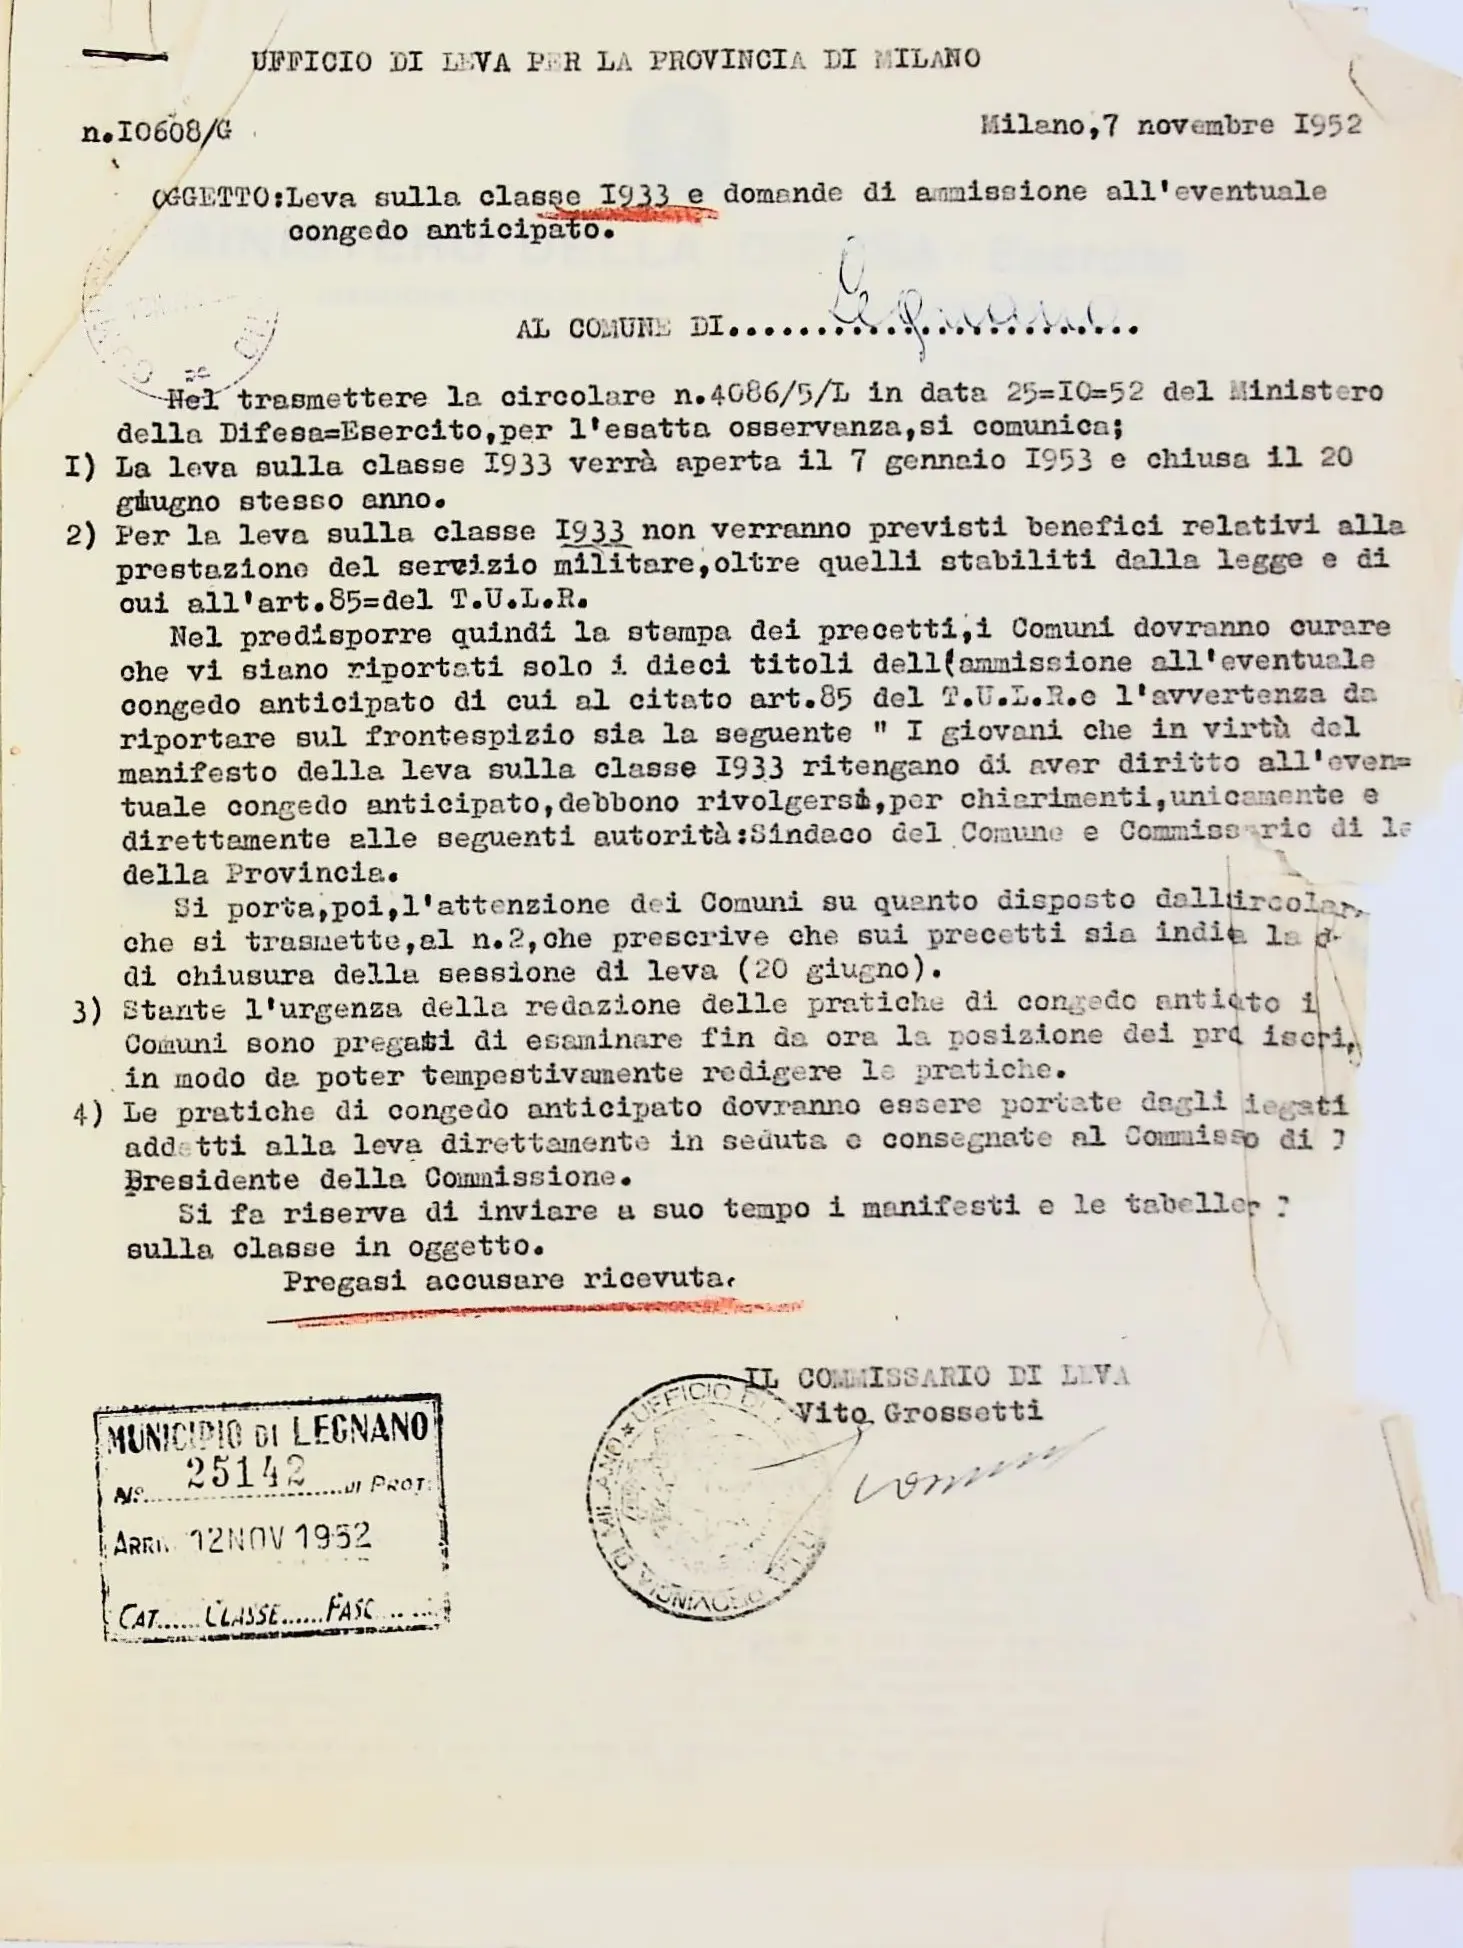 UFFICIO DI LEVA PER LA PROVINCIA DI MILANO
n.I0608/G
Milano,7 novembre I952
OGGETTO:Leva sulla classe I933 e domande di ammissione all'eventuale
congedo anticipato.
AL COMUNE DI Legnano
Nel trasmettere la circolare n.4086/5/L in data 25=IO=52 del Ministero
della Difesa=Esercito,per l'esatta osservanza,si comunica;
I) La leva sulla classe I933 verrà aperta il 7 gennaio I953 e chiusa il 20
giugno stesso anno.
2) Per la leva sulla classe I933 non verranno previsti benefici relativi alla
prestazione del servizio militare,oltre quelli stabiliti dalla legge e di
cui all'art.85=del T.U.L.R.
Nel predisporre quindi la stampa dei precetti,i Comuni dovranno curare
che vi siano riportati solo i dieci titoli dell(ammissione all'eventuale
congedo anticipato di cui al citato art.85 del T.U.L.R.e l'avvertenza da
riportare sul frontespizio sia la seguente " I giovani che in virtù del
manifesto della leva sulla classe I933 ritengano di aver diritto all'even=
tuale congedo anticipato,debbono rivolgersi,per chiarimenti,unicamente e
direttamente alle seguenti autorità:Sindaco del Comune e Commissario di le
della Provincia.
Si porta,poi,l'attenzione dei Comuni su quanto disposto dall
che si trasmette,al n.2,che prescrive che sui precetti sia la
di chiusura della sessione di leva (20 giugno).
3) Stante l'urgenza della redazione delle pratiche di congedo i
Comuni sono pregati di esaminare fin da ora la posizione dei
in modo da poter tempestivamente redigere le pratiche.
4) Le pratiche di congedo anticipato dovranno essere portate dagli
addetti alla leva direttamente in seduta e consegnate al di
Presidente della Commissione.
Si fa riserva di inviare a suo tempo i manifesti e le
sulla classe in oggetto.
Pregasi accusare ricevuta.
IL COMMISSARIO DI LEVA
Vito Grossetti
UFFICIO DI PROVINCIA DI MILANO
MUNICIPIO DI LEGNANO
No. 25142 DI PROT.
ARRIV. 12 NOV 1952
CAT...... CLASSE...... FASC......